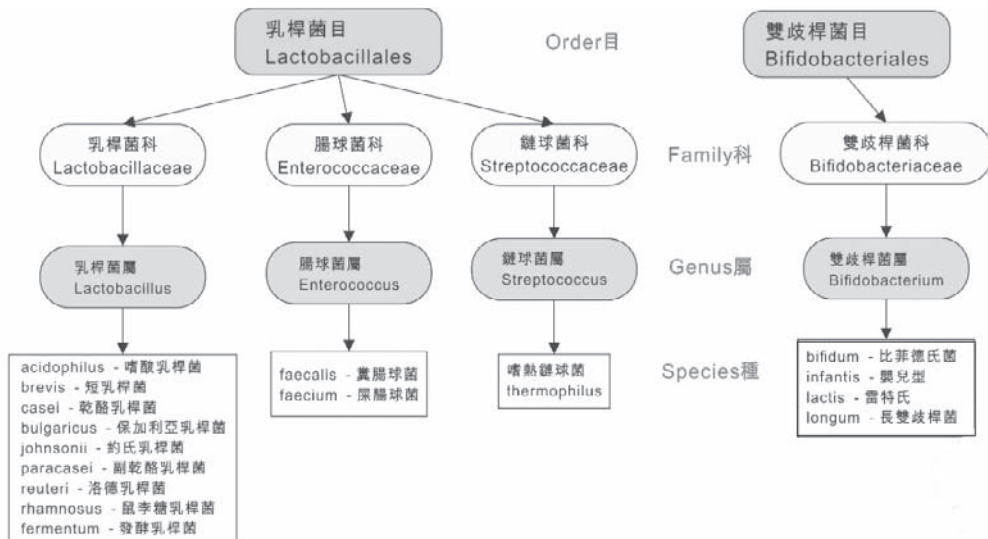 乳桿菌目
Lactobacillales
Order目
雙歧桿菌目
Bifidobacteriales
乳桿菌科
Lactobacillaceae
腸球菌科
Enterococcaceae
鏈球菌科
Streptococcaceae
Family科
雙歧桿菌科
Bifidobacteriaceae
乳桿菌屬
Lactobacillus
腸球菌屬
Enterococcus
鏈球菌屬
Streptococcus
Genus屬
雙歧桿菌屬
Bifidobacterium
acidophilus - 嗜酸乳桿菌
brevis - 短乳桿菌
casei - 乾酪乳桿菌
bulgaricus - 保加利亞乳桿菌
johnsonii - 約氏乳桿菌
paracasei - 副乾酪乳桿菌
reuteri - 洛德乳桿菌
rhamnosus - 鼠李糖乳桿菌
fermentum - 發酵乳桿菌
faecalis - 糞腸球菌
faecium - 屎腸球菌
嗜熱鏈球菌
thermophilus
Species種
bifidum - 比菲德氏菌
infantis - 嬰兒型
lactis - 雷特氏
longum - 長雙歧桿菌